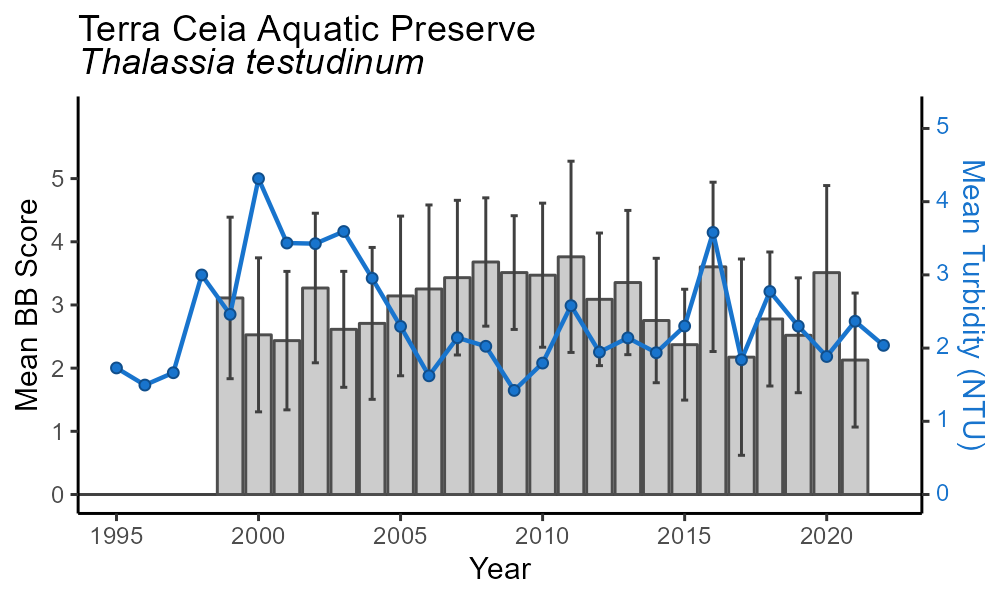 Terra Ceia Aquatic Preserve
Thalassia testudinum
Mean BB Score
5
4
3
2
1
0
5
4
3
2
1
0
Mean Turbidity (NTU)
1995 2000 2005 2010 2015 2020
Year